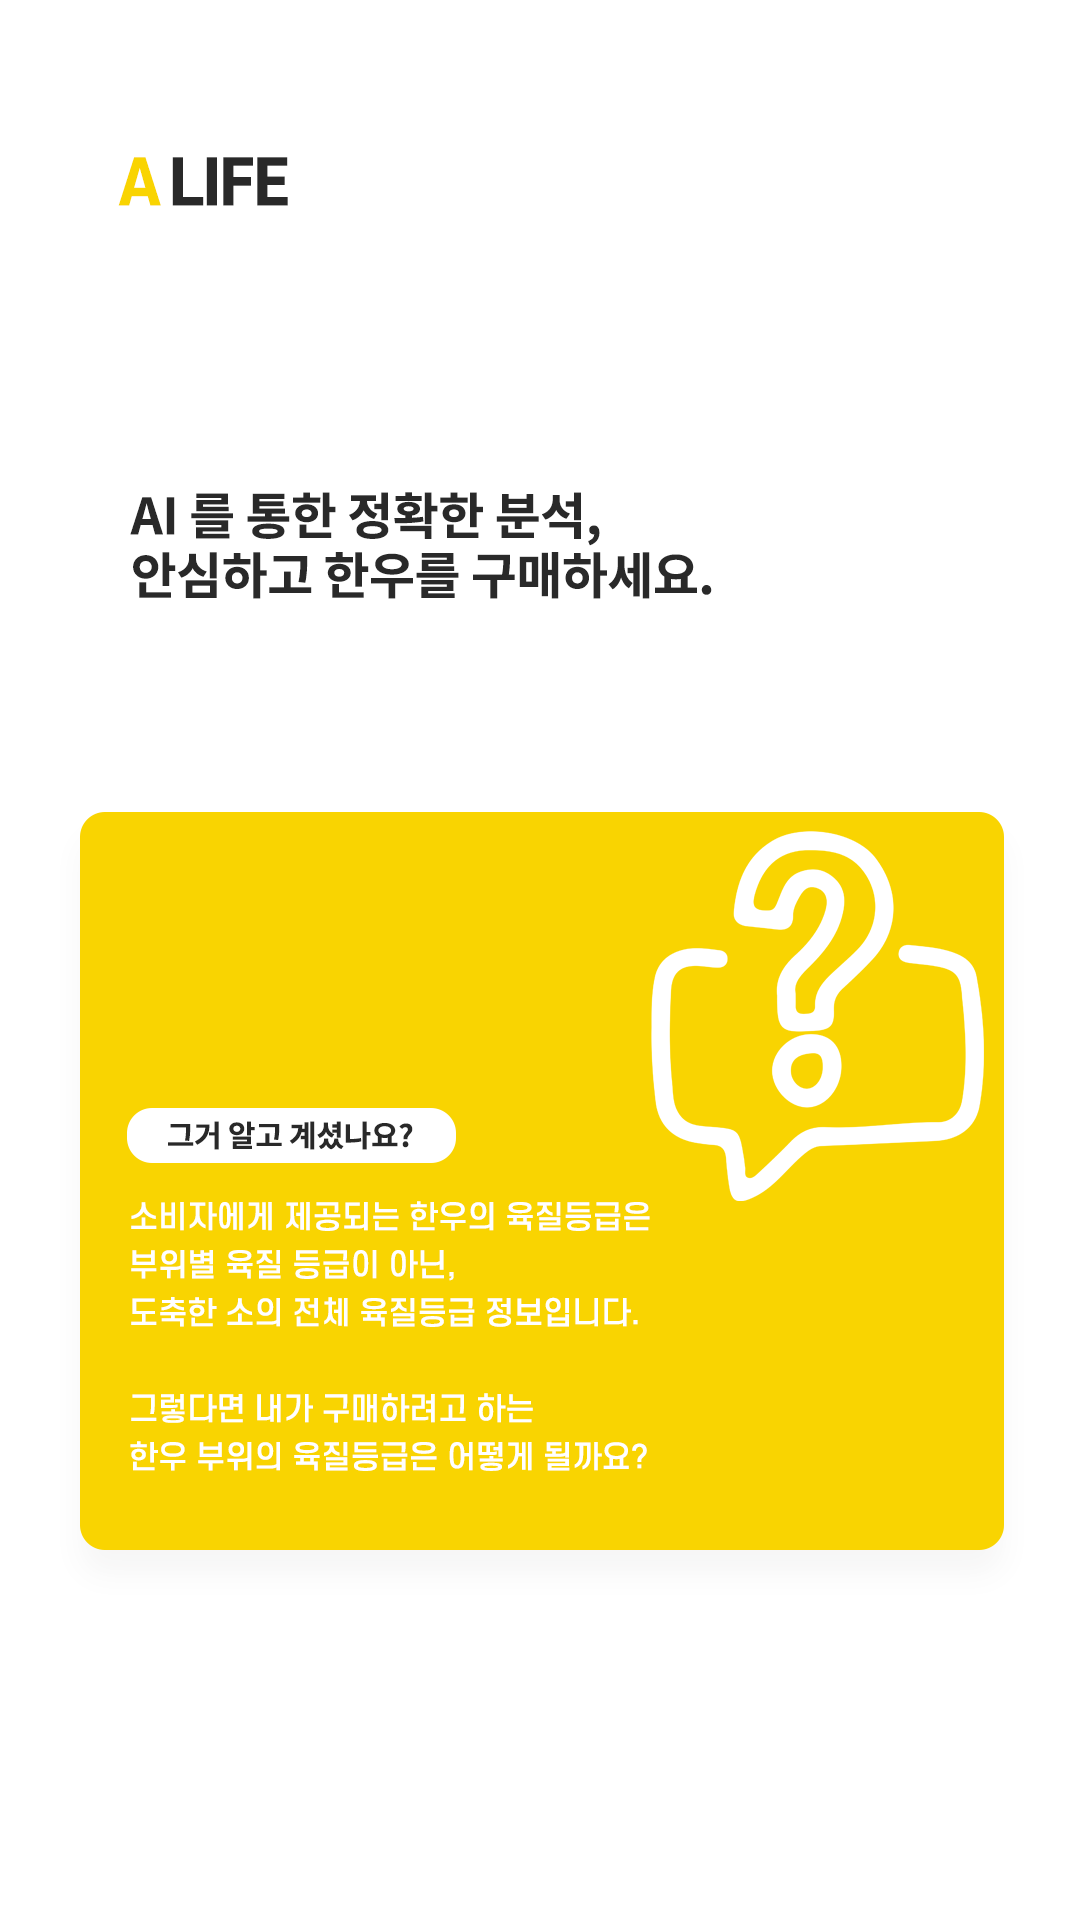 A LIFE
AI 를 통한 정확한 분석,
안심하고 한우를 구매하세요.
그거 알고 계셨나요?
소비자에게 제공되는 한우의 육질등급은
부위별 육질 등급이 아닌,
도축한 소의 전체 육질등급 정보입니다.
그렇다면 내가 구매하려고 하는
한우 부위의 육질등급은 어떻게 될까요?